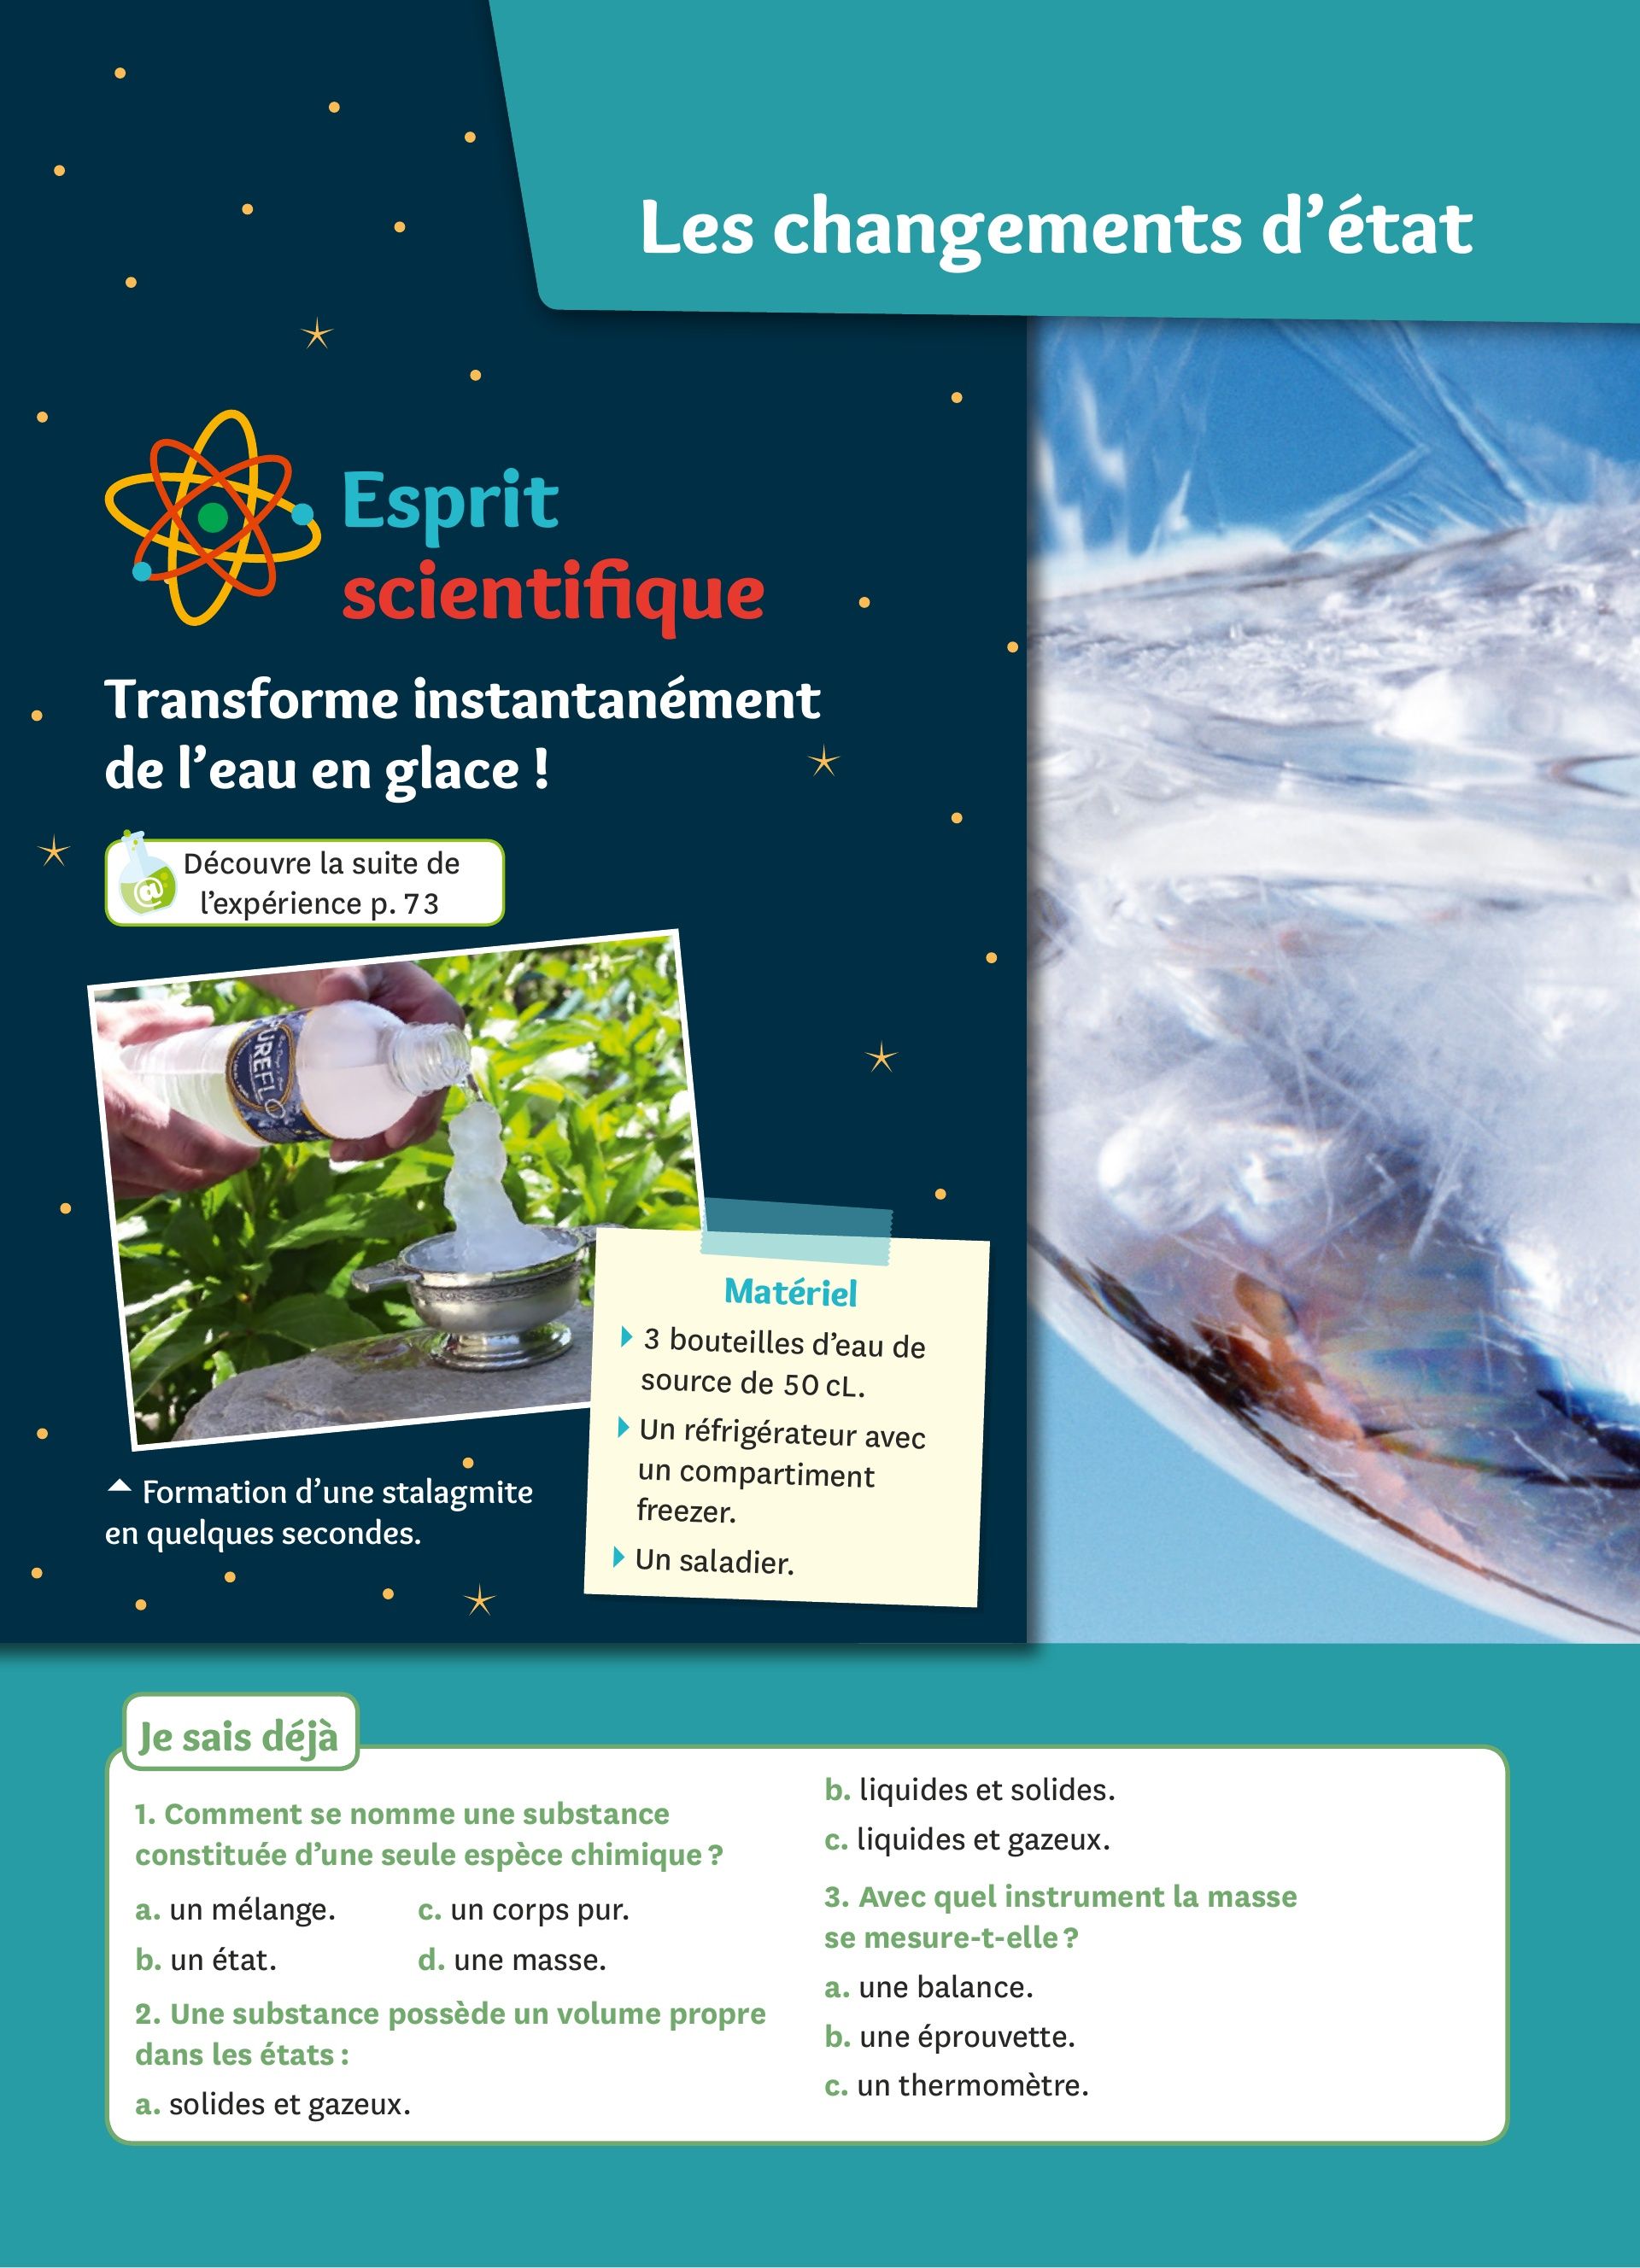 Les changements d’état
Esprit
scientifique
Transforme instantanément
de l’eau en glace !
@
Découvre la suite de
l’expérience p. 73
UREFLO
Formation d’une stalagmite
en quelques secondes.
Matériel
3 bouteilles d’eau de
source de 50 cL.
Un réfrigérateur avec
un compartiment
freezer.
Un saladier.
Je sais déjà
1. Comment se nomme une substance
constituée d’une seule espèce chimique ?
a. un mélange.
c. un corps pur.
b. un état.
d. une masse.
2. Une substance possède un volume propre
dans les états :
a. solides et gazeux.
b. liquides et solides.
c. liquides et gazeux.
3. Avec quel instrument la masse
se mesure-t-elle ?
a. une balance.
b. une éprouvette.
c. un thermomètre.